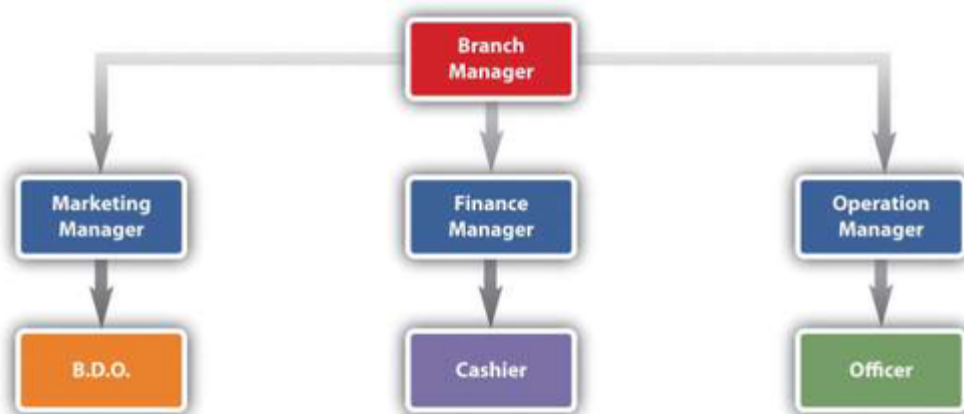 Branch
Manager
Marketing
Manager
Finance
Manager
Operation
Manager
B.D.O.
Cashier
Officer